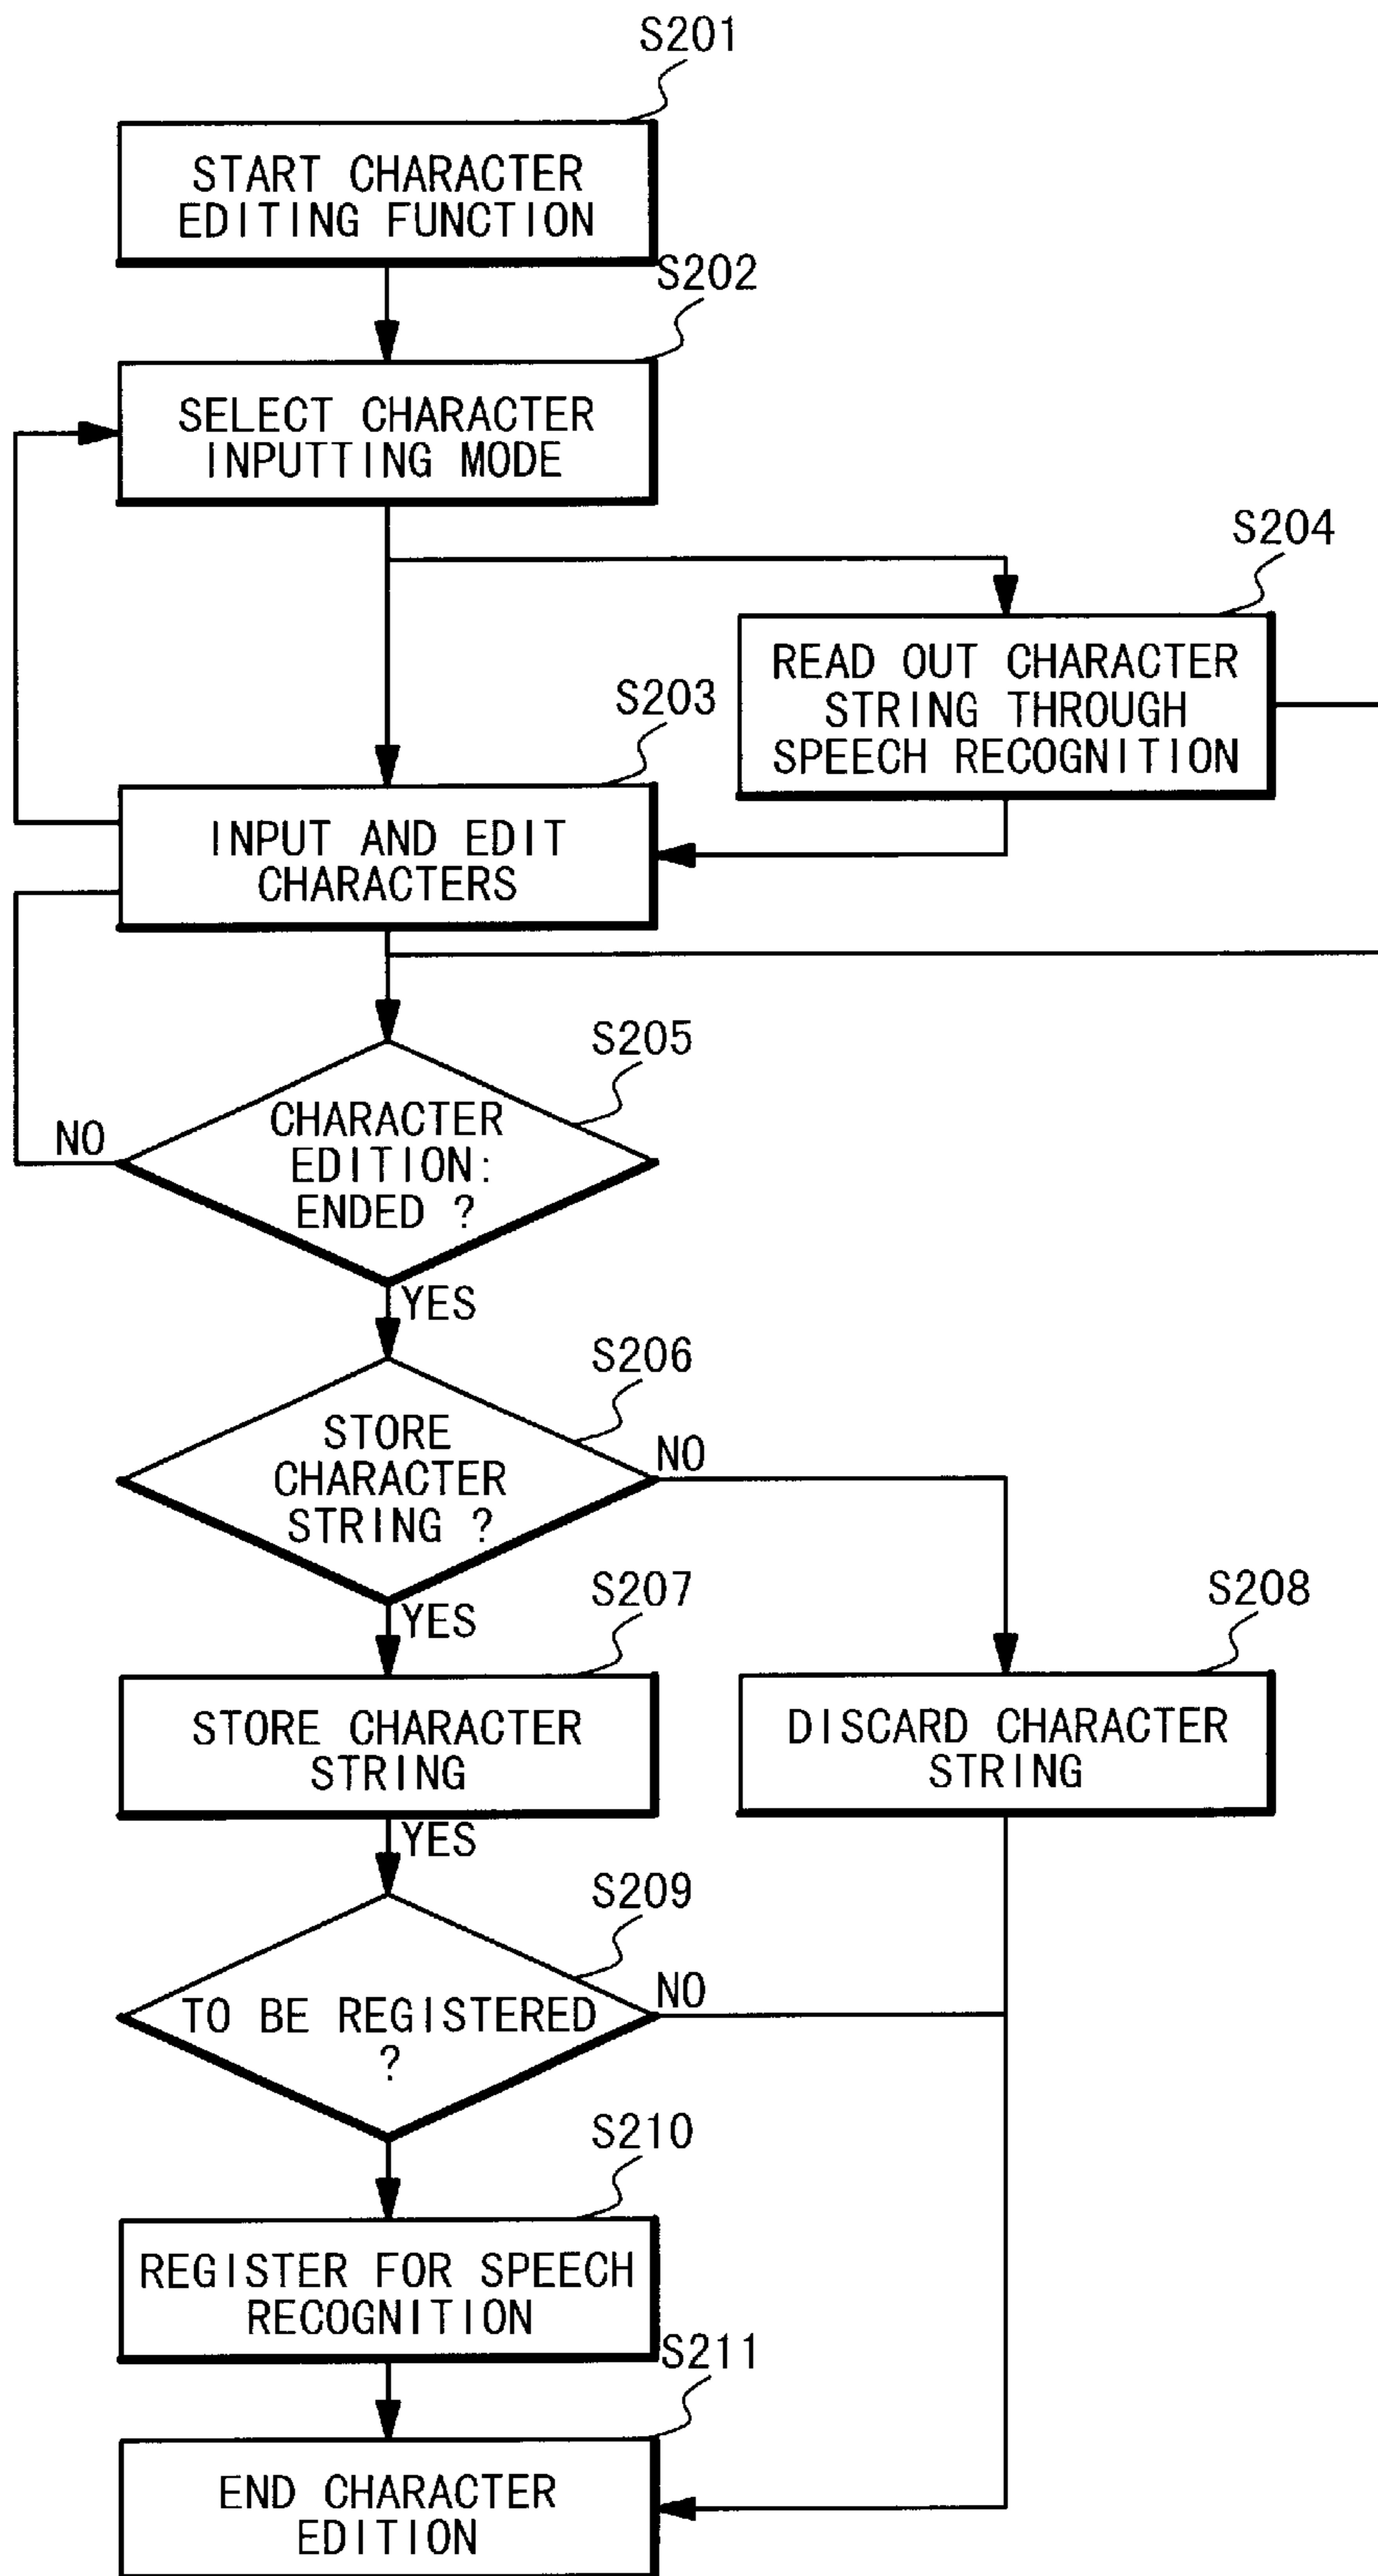 S201
START CHARACTER
EDITING FUNCTION
S202
SELECT CHARACTER
INPUTTING MODE
S204
READ OUT CHARACTER
STRING THROUGH
SPEECH RECOGNITION
S203
INPUT AND EDIT
CHARACTERS
S205
CHARACTER
EDITION:
ENDED ?
NO
YES
S206
STORE
CHARACTER
STRING ?
NO
YES
S207
STORE CHARACTER
STRING
S208
DISCARD CHARACTER
STRING
YES
S209
TO BE REGISTERED
?
NO
S210
REGISTER FOR SPEECH
RECOGNITION
S211
END CHARACTER
EDITION